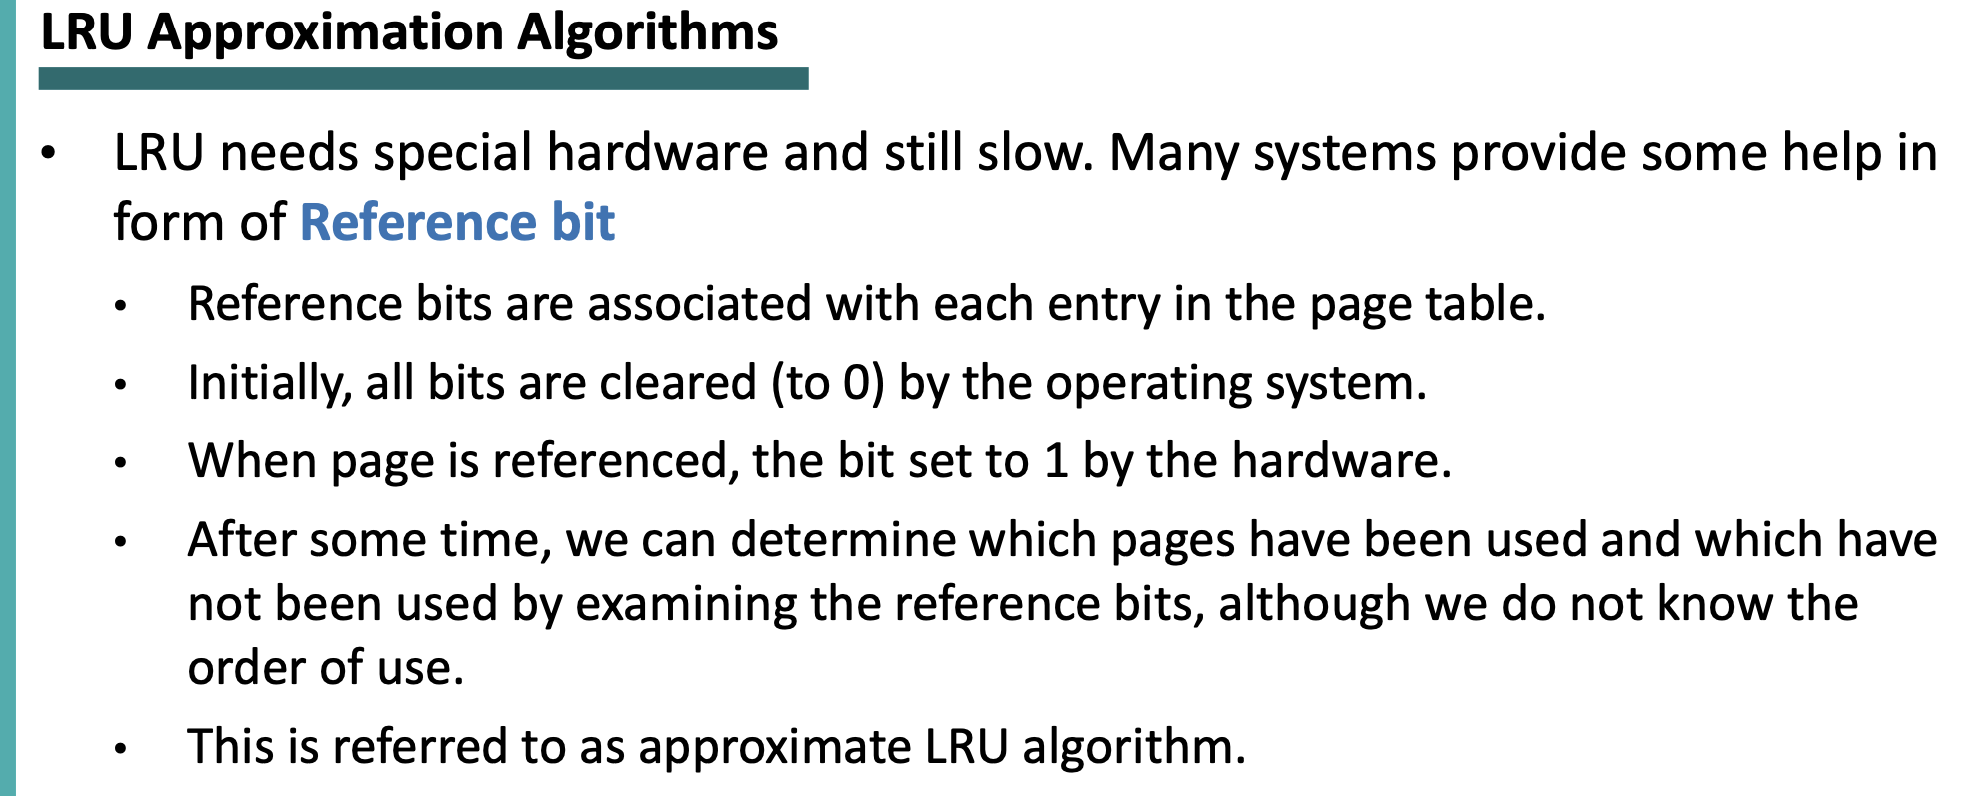 LRU Approximation Algorithms
• LRU needs special hardware and still slow. Many systems provide some help in
form of Reference bit
• Reference bits are associated with each entry in the page table.
• Initially, all bits are cleared (to 0) by the operating system.
• When page is referenced, the bit set to 1 by the hardware.
• After some time, we can determine which pages have been used and which have
not been used by examining the reference bits, although we do not know the
order of use.
• This is referred to as approximate LRU algorithm.